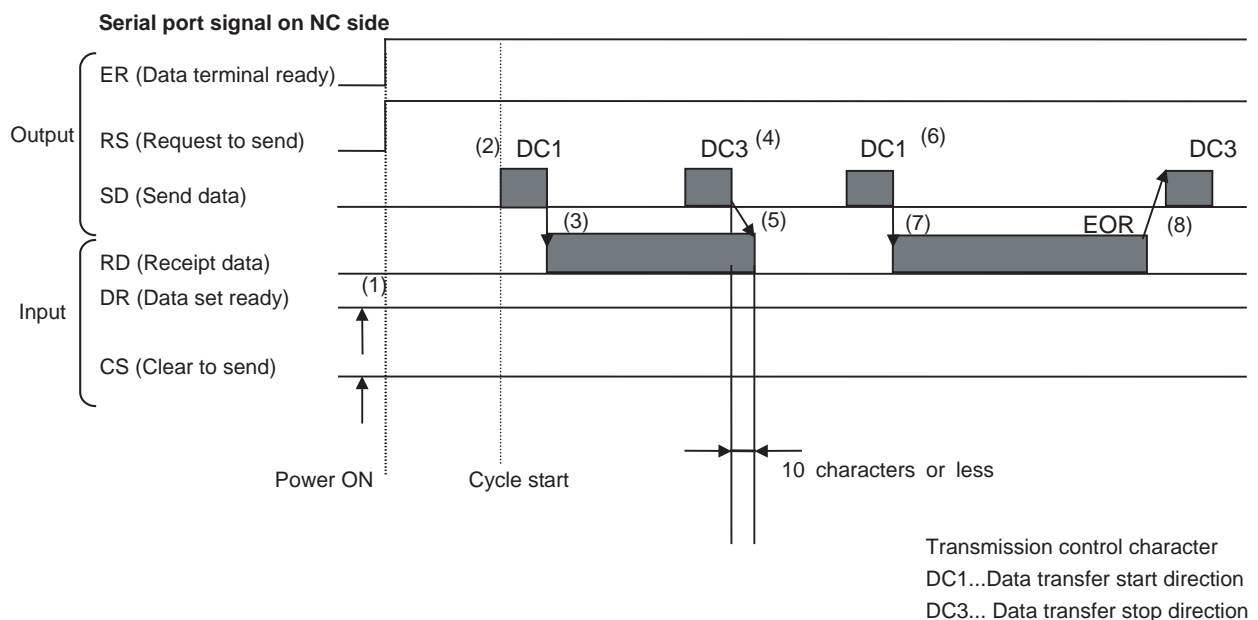 Serial port signal on NC side
Output
ER (Data terminal ready)
RS (Request to send)
SD (Send data)
(2) DC1
DC3 (4)
DC1 (6)
DC3
(3)
(5)
(7)
EOR
(8)
Input
RD (Receipt data)
(1)
DR (Data set ready)
CS (Clear to send)
10 characters or less
Power ON
Cycle start
Transmission control character
DC1...Data transfer start direction
DC3... Data transfer stop direction